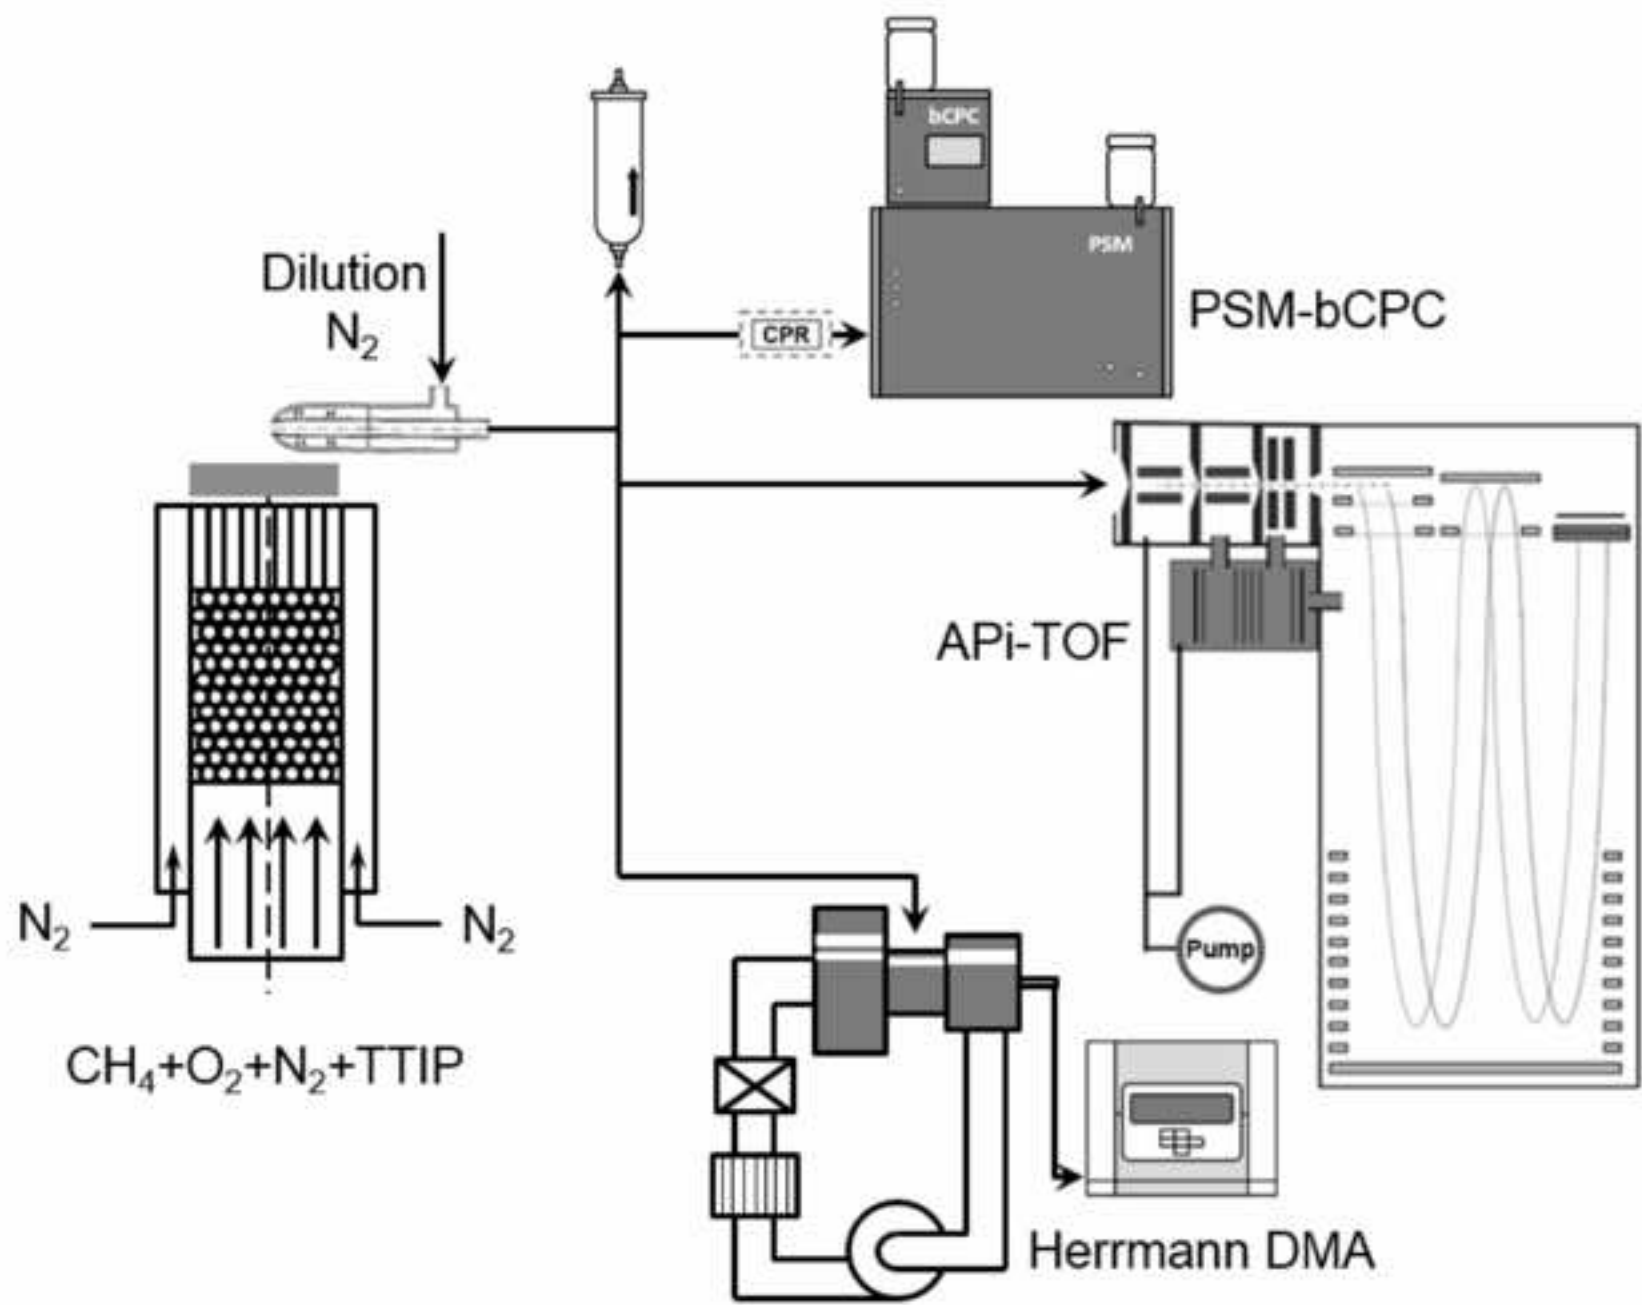 bCPC
PSM
Dilution
N₂
CPR
PSM-bCPC
APi-TOF
N₂
N₂
Pump
CH₄+O₂+N₂+TTIP
Herrmann DMA